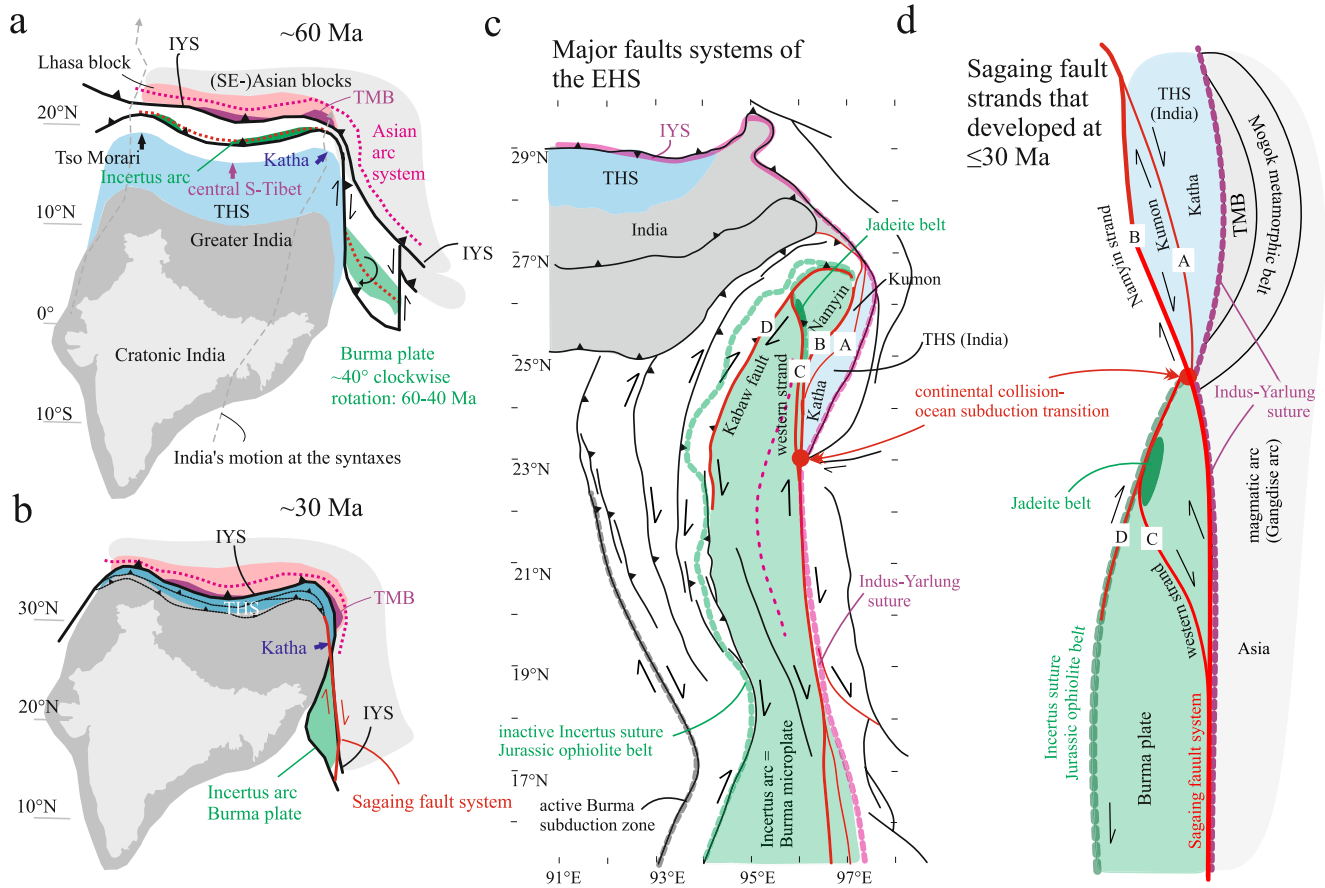 a
~60 Ma
IYS
Lhasa block
(SE-)Asian blocks
20°N
TMB
Asian
arc
system
Tso Morari
Katha
Incertus arc
central S-Tibet
THS
10°N
Greater India
IYS
0°
Cratonic India
Burma plate
~40° clockwise
rotation: 60-40 Ma
10°S
India's motion at the syntaxes
b
~30 Ma
IYS
THS
TMB
30°N
Katha
20°N
IYS
Incertus arc
Burma plate
Sagaing fault system
10°N
c
Major faults systems of
the EHS
IYS
29°N
THS
India
Jadeite belt
27°N
Kumon
Namyin
D
B
A
C
THS (India)
25°N
Kabaw fault
western strand
Katha
continental collision-
ocean subduction transition
23°N
21°N
Indus-Yarlung
suture
19°N
inactive Incertus suture
Jurassic ophiolite belt
17°N
active Burma
subduction zone
Incertus arc =
Burma microplate
91°E
93°E
95°E
97°E
d
Sagaing fault
strands that
developed at
≤30 Ma
THS
(India)
Mogok metamorphic belt
Katha
TMB
Kumon
B
Namyin strand
A
Indus-Yarlung
suture
Jadeite belt
magmatic arc
(Gangdise arc)
D
C
western strand
Asia
Incertus suture
Jurassic ophiolite belt
Burma plate
Sagaing fault system